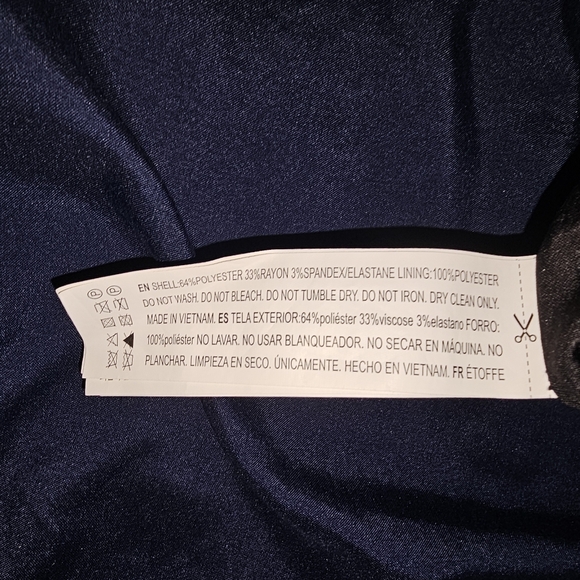 EN SHELL:64%POLYESTER 33%RAYON 3%SPANDEX/ELASTANE LINING:100%POLYESTER
DO NOT WASH. DO NOT BLEACH. DO NOT TUMBLE DRY. DO NOT IRON. DRY CLEAN ONLY.
MADE IN VIETNAM. ES TELA EXTERIOR:64%poliéster 33%viscose 3%elastano FORRO:
100%poliéster NO LAVAR. NO USAR BLANQUEADOR. NO SECAR EN MÁQUINA. NO
PLANCHAR. LIMPIEZA EN SECO. ÚNICAMENTE. HECHO EN VIETNAM. FR ÉTOFFE